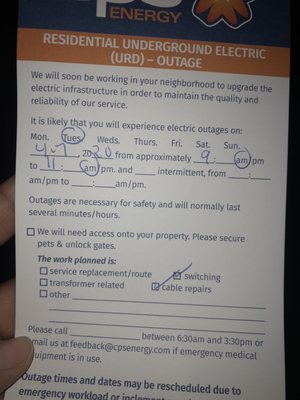 CPS
ENERGY
RESIDENTIAL UNDERGROUND ELECTRIC
(URD) – OUTAGE
We will soon be working in your neighborhood to upgrade the
electric infrastructure in order to maintain the quality and
reliability of our service.
It is likely that you will experience electric outages on:
Mon. Tues. Weds. Thurs. Fri. Sat. Sun.
4-7, 2020 from approximately 9 : am/pm
to 11 : am/pm. and intermittent, from
am/pm to : am/pm.
Outages are necessary for safety and will normally last
several minutes/hours.
We will need access onto your property. Please secure
pets & unlock gates.
The work planned is:
service replacement/route switching
transformer related cable repairs
other
Please call between 6:30am and 3:30pm or
email us at feedback@cpsenergy.com if emergency medical
equipment is in use.
Outage times and dates may be rescheduled due to
emergency workload or